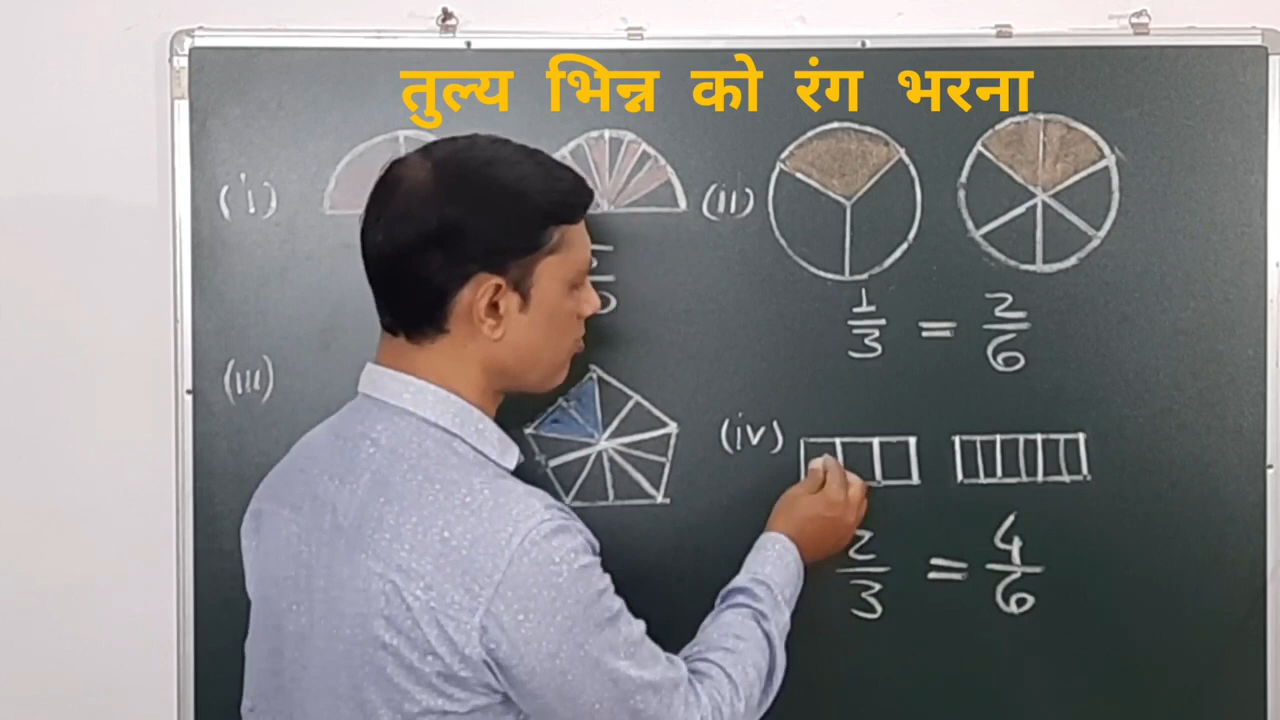 तुल्य भिन्न को रंग भरना
(i) (ii)
1/3 = 2/6
(iii)
(iv)
2/3 = 4/6